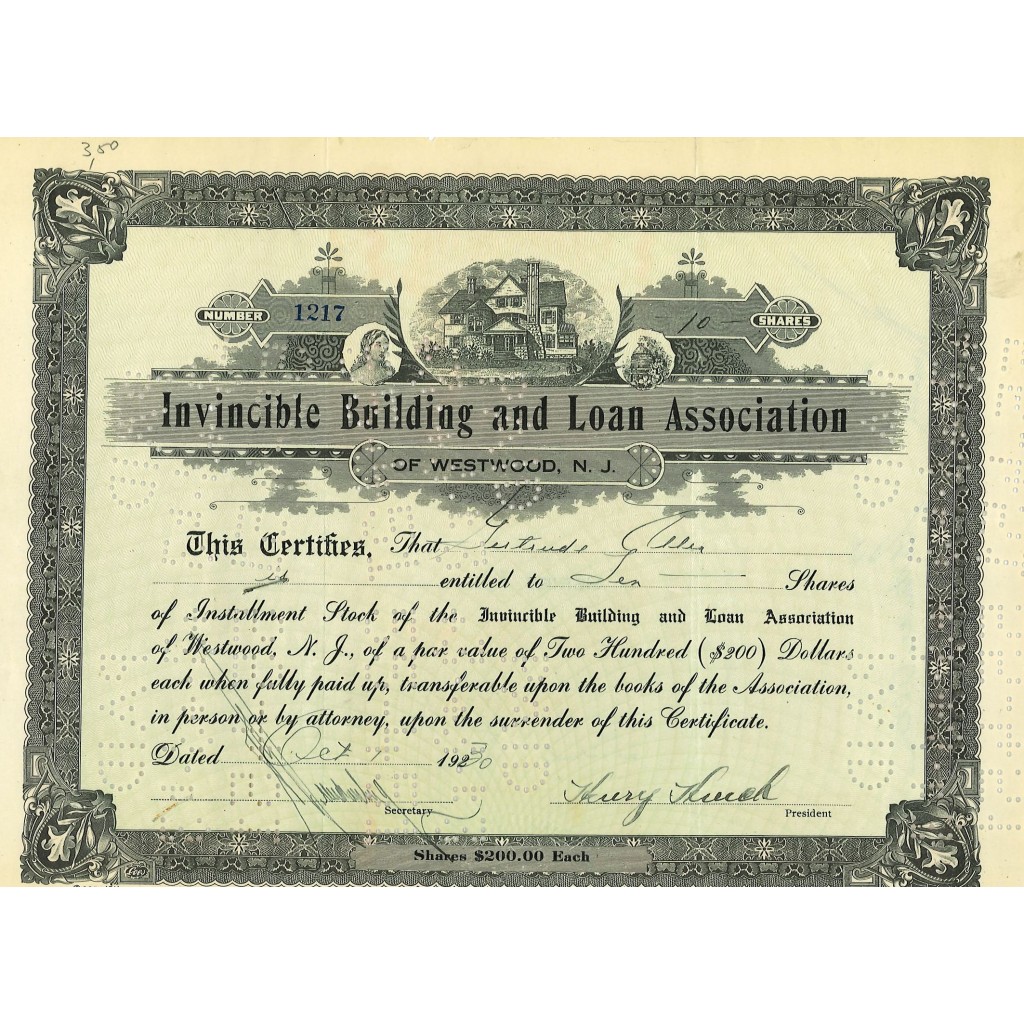 3,50
NUMBER 1217 - 10 - SHARES
Invincible Building and Loan Association
OF WESTWOOD, N. J.
This Certifies, That Gertrude
is entitled to Ten Shares
of Installment Stock of the Invincible Building and Loan Association
of Westwood, N. J., of a par value of Two Hundred ($200) Dollars
each when fully paid up, transferable upon the books of the Association,
in person or by attorney, upon the surrender of this Certificate.
Dated Oct 1 1930
Harry
Secretary President
Shares $200.00 Each